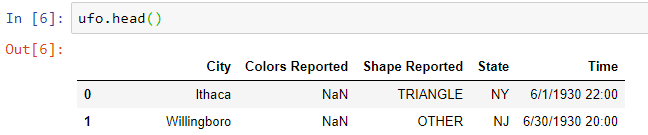 In [6]: ufo.head()
Out[6]:
City Colors Reported Shape Reported State Time
0 Ithaca NaN TRIANGLE NY 6/1/1930 22:00
1 Willingboro NaN OTHER NJ 6/30/1930 20:00